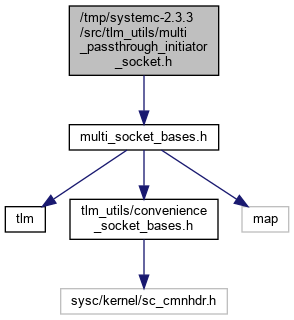 /tmp/systemc-2.3.3
/src/tlm_utils/multi
_passthrough_initiator
_socket.h
multi_socket_bases.h
tlm
tlm_utils/convenience
_socket_bases.h
map
sysc/kernel/sc_cmnhdr.h